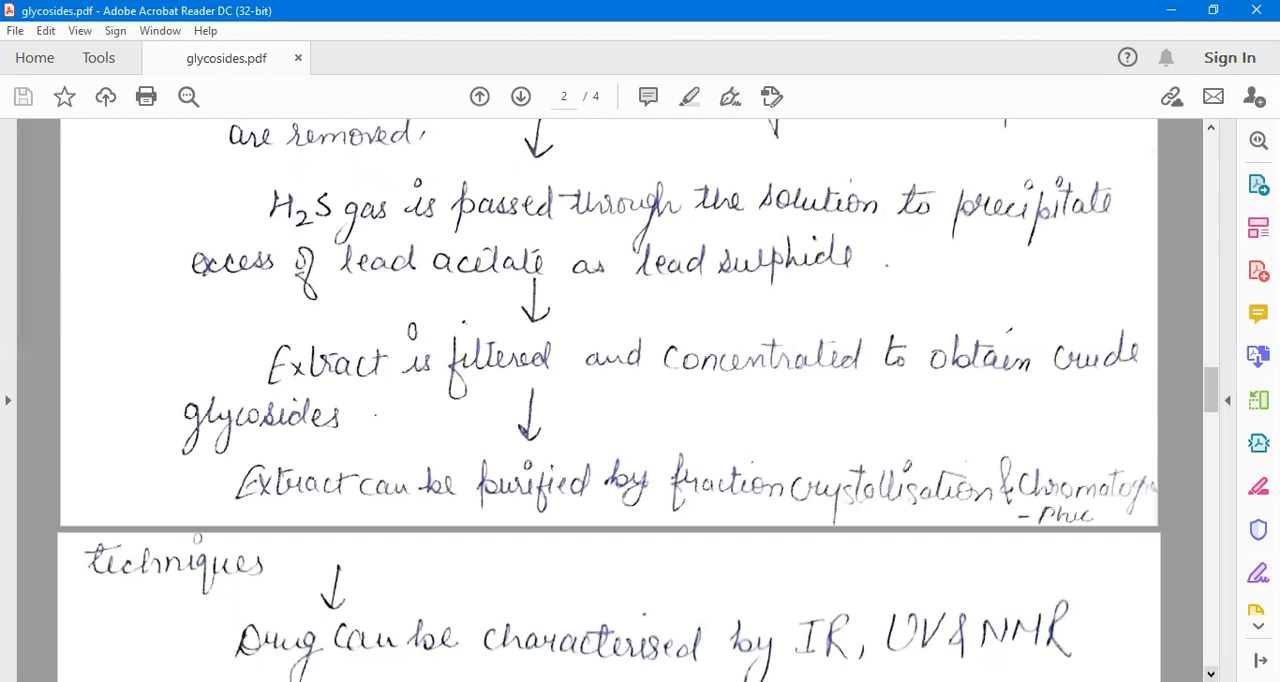 glycosides.pdf - Adobe Acrobat Reader DC (32-bit)
File Edit View Sign Window Help
Home Tools glycosides.pdf × Sign In
2 / 4
are removed.
H2S gas is passed through the solution to precipitate
excess of lead acetate as lead sulphide.
Extract is filtered and concentrated to obtain crude
glycosides.
Extract can be purified by fraction crystallisation & Chromatogra
- phic
techniques
Drug can be characterised by IR, UV & NMR